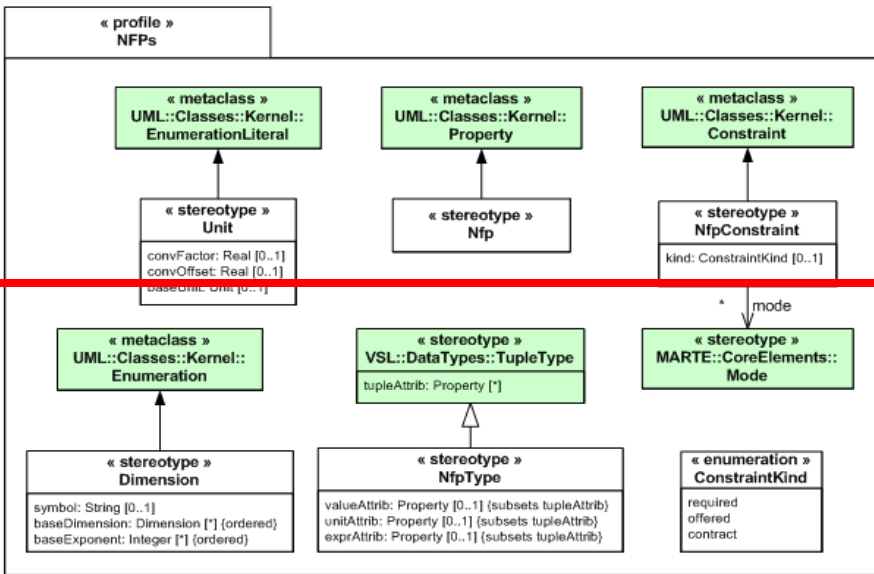 « profile »
NFPs
« metaclass »
UML::Classes::Kernel::
EnumerationLiteral
« metaclass »
UML::Classes::Kernel::
Property
« metaclass »
UML::Classes::Kernel::
Constraint
« stereotype »
Unit
convFactor: Real [0..1]
convOffset: Real [0..1]
baseUnit: Unit [0..1]
« stereotype »
Nfp
« stereotype »
NfpConstraint
kind: ConstraintKind [0..1]
* mode
« metaclass »
UML::Classes::Kernel::
Enumeration
« stereotype »
VSL::DataTypes::TupleType
tupleAttrib: Property [*]
« stereotype »
MARTE::CoreElements::
Mode
« stereotype »
Dimension
symbol: String [0..1]
baseDimension: Dimension [*] {ordered}
baseExponent: Integer [*] {ordered}
« stereotype »
NfpType
valueAttrib: Property [0..1] {subsets tupleAttrib}
unitAttrib: Property [0..1] {subsets tupleAttrib}
exprAttrib: Property [0..1] {subsets tupleAttrib}
« enumeration »
ConstraintKind
required
offered
contract